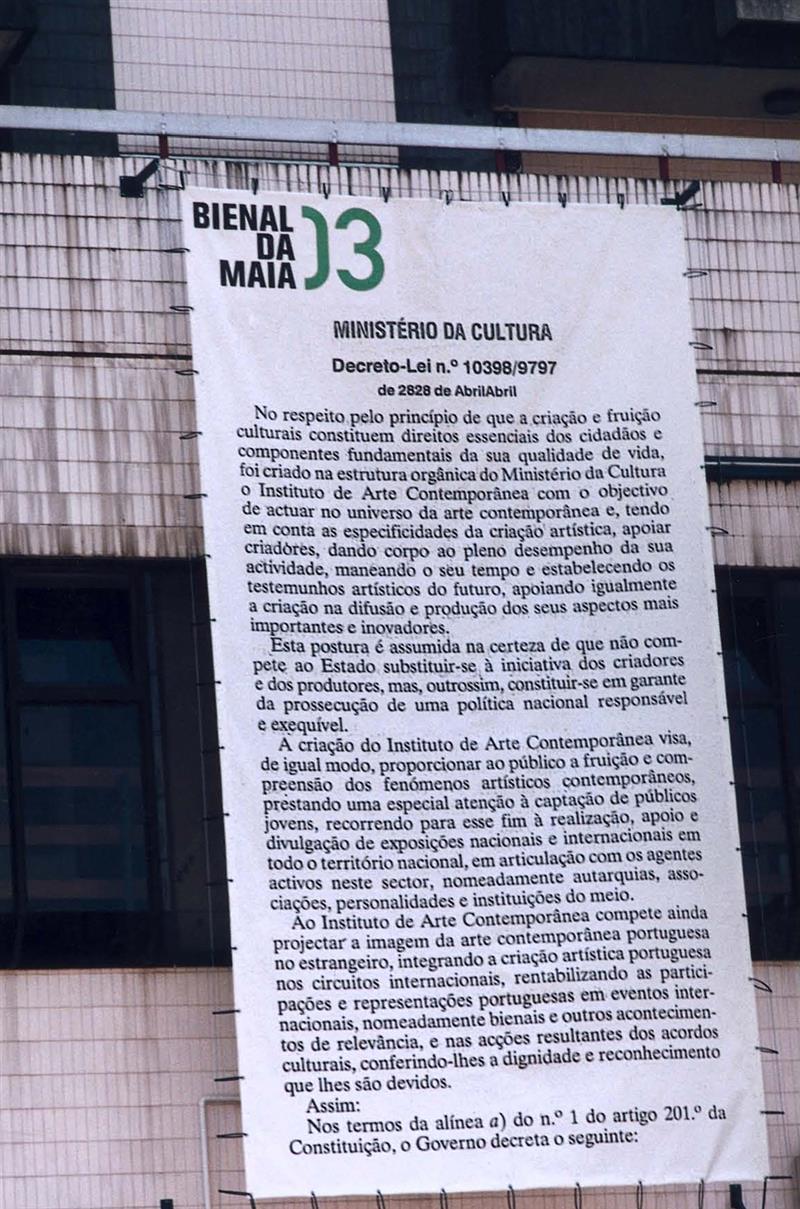 BIENAL
DA
MAIA 03
MINISTÉRIO DA CULTURA
Decreto-Lei n.º 10398/9797
de 2828 de AbrilAbril
No respeito pelo princípio de que a criação e fruição
culturais constituem direitos essenciais dos cidadãos e
componentes fundamentais da sua qualidade de vida,
foi criado na estrutura orgânica do Ministério da Cultura
o Instituto de Arte Contemporânea com o objectivo
de actuar no universo da arte contemporânea e, tendo
em conta as especificidades da criação artística, apoiar
criadores, dando corpo ao pleno desempenho da sua
actividade, maneando o seu tempo e estabelecendo os
testemunhos artísticos do futuro, apoiando igualmente
a criação na difusão e produção dos seus aspectos mais
importantes e inovadores.
Esta postura é assumida na certeza de que não com-
pete ao Estado substituir-se à iniciativa dos criadores
e dos produtores, mas, outrossim, constituir-se em garante
da prossecução de uma política nacional responsável
e exequível.
A criação do Instituto de Arte Contemporânea visa,
de igual modo, proporcionar ao público a fruição e com-
preensão dos fenómenos artísticos contemporâneos,
prestando uma especial atenção à captação de públicos
jovens, recorrendo para esse fim à realização, apoio e
divulgação de exposições nacionais e internacionais em
todo o território nacional, em articulação com os agentes
activos neste sector, nomeadamente autarquias, asso-
ciações, personalidades e instituições do meio.
Ao Instituto de Arte Contemporânea compete ainda
projectar a imagem da arte contemporânea portuguesa
no estrangeiro, integrando a criação artística portuguesa
nos circuitos internacionais, rentabilizando as partici-
pações e representações portuguesas em eventos inter-
nacionais, nomeadamente bienais e outros acontecimen-
tos de relevância, e nas acções resultantes dos acordos
culturais, conferindo-lhes a dignidade e reconhecimento
que lhes são devidos.
Assim:
Nos termos da alínea a) do n.º 1 do artigo 201.º da
Constituição, o Governo decreta o seguinte: